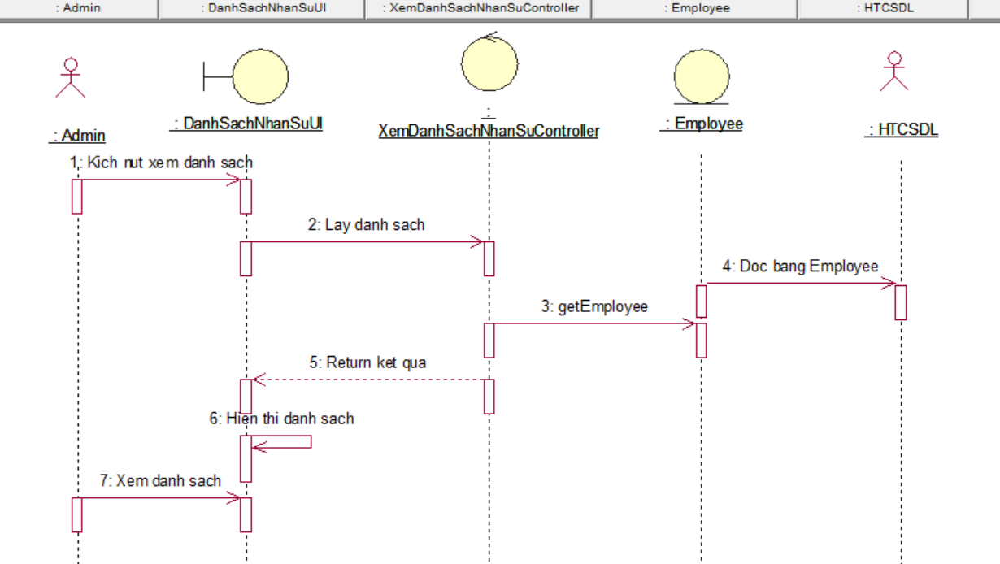 : Admin
: DanhSachNhanSuUI
: XemDanhSachNhanSuController
: Employee
: HTCSDL
: Admin
: DanhSachNhanSuUI
:
XemDanhSachNhanSuController
: Employee
: HTCSDL
1: Kich nut xem danh sach
2: Lay danh sach
4: Doc bang Employee
3: getEmployee
5: Return ket qua
6: Hien thi danh sach
7: Xem danh sach